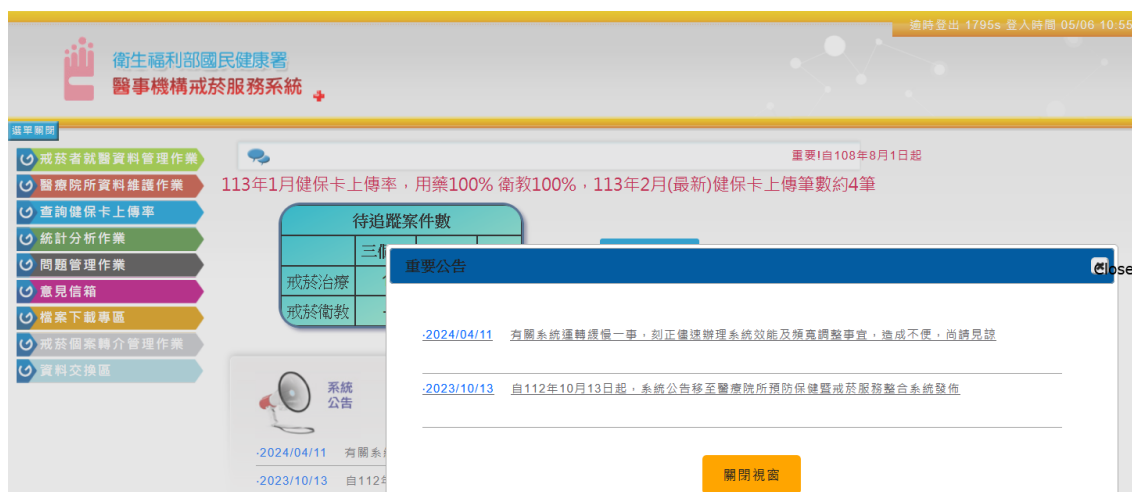 逾時登出 1795s 登入時間 05/06 10:55
衛生福利部國民健康署
醫事機構戒菸服務系統
選單關閉
戒菸者就醫資料管理作業
醫療院所資料維護作業
查詢健保卡上傳率
統計分析作業
問題管理作業
意見信箱
檔案下載專區
戒菸個案轉介管理作業
資料交換區
重要!自108年8月1日起
113年1月健保卡上傳率，用藥100% 衛教100%，113年2月(最新)健保卡上傳筆數約4筆
待追蹤案件數
三個
戒菸治療
戒菸衛教
重要公告
Close
·2024/04/11 有關系統運轉緩慢一事，刻正儘速辦理系統效能及頻寬調整事宜，造成不便，尚請見諒
·2023/10/13 自112年10月13日起，系統公告移至醫療院所預防保健暨戒菸服務整合系統發佈
關閉視窗
系統
公告
·2024/04/11 有關系
·2023/10/13 自112